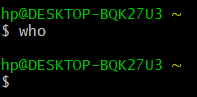 hp@DESKTOP-BQK27U3 ~
$ who
hp@DESKTOP-BQK27U3 ~
$